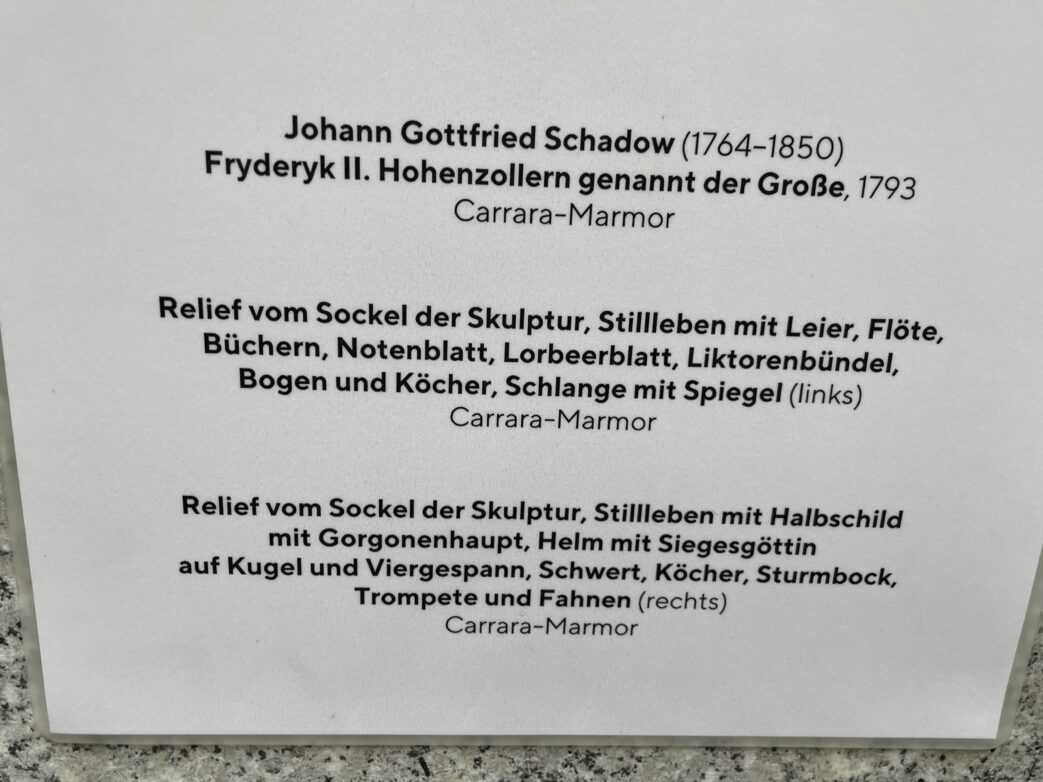 Johann Gottfried Schadow (1764–1850)
Fryderyk II. Hohenzollern genannt der Große, 1793
Carrara-Marmor
Relief vom Sockel der Skulptur, Stillleben mit Leier, Flöte,
Büchern, Notenblatt, Lorbeerblatt, Liktorenbündel,
Bogen und Köcher, Schlange mit Spiegel (links)
Carrara-Marmor
Relief vom Sockel der Skulptur, Stillleben mit Halbschild
mit Gorgonenhaupt, Helm mit Siegesgöttin
auf Kugel und Viergespann, Schwert, Köcher, Sturmbock,
Trompete und Fahnen (rechts)
Carrara-Marmor